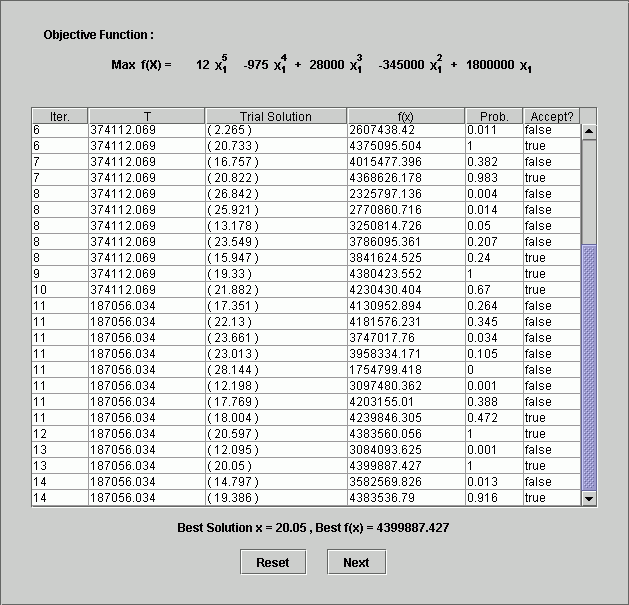 Objective Function :
Max f(X) = 12 x₁⁵ -975 x₁⁴ + 28000 x₁³ -345000 x₁² + 1800000 x₁
Iter. T Trial Solution f(x) Prob. Accept?
6 374112.069 ( 2.265 ) 2607438.42 0.011 false
6 374112.069 ( 20.733 ) 4375095.504 1 true
7 374112.069 ( 16.757 ) 4015477.396 0.382 false
7 374112.069 ( 20.822 ) 4368626.178 0.983 true
8 374112.069 ( 26.842 ) 2325797.136 0.004 false
8 374112.069 ( 25.921 ) 2770860.716 0.014 false
8 374112.069 ( 13.178 ) 3250814.726 0.05 false
8 374112.069 ( 23.549 ) 3786095.361 0.207 false
8 374112.069 ( 15.947 ) 3841624.525 0.24 true
9 374112.069 ( 19.33 ) 4380423.552 1 true
10 374112.069 ( 21.882 ) 4230430.404 0.67 true
11 187056.034 ( 17.351 ) 4130952.894 0.264 false
11 187056.034 ( 22.13 ) 4181576.231 0.345 false
11 187056.034 ( 23.661 ) 3747017.76 0.034 false
11 187056.034 ( 23.013 ) 3958334.171 0.105 false
11 187056.034 ( 28.144 ) 1754799.418 0 false
11 187056.034 ( 12.198 ) 3097480.362 0.001 false
11 187056.034 ( 17.769 ) 4203155.01 0.388 false
11 187056.034 ( 18.004 ) 4239846.305 0.472 true
12 187056.034 ( 20.597 ) 4383560.056 1 true
13 187056.034 ( 12.095 ) 3084093.625 0.001 false
13 187056.034 ( 20.05 ) 4399887.427 1 true
14 187056.034 ( 14.797 ) 3582569.826 0.013 false
14 187056.034 ( 19.386 ) 4383536.79 0.916 true
Best Solution x = 20.05 , Best f(x) = 4399887.427
Reset Next